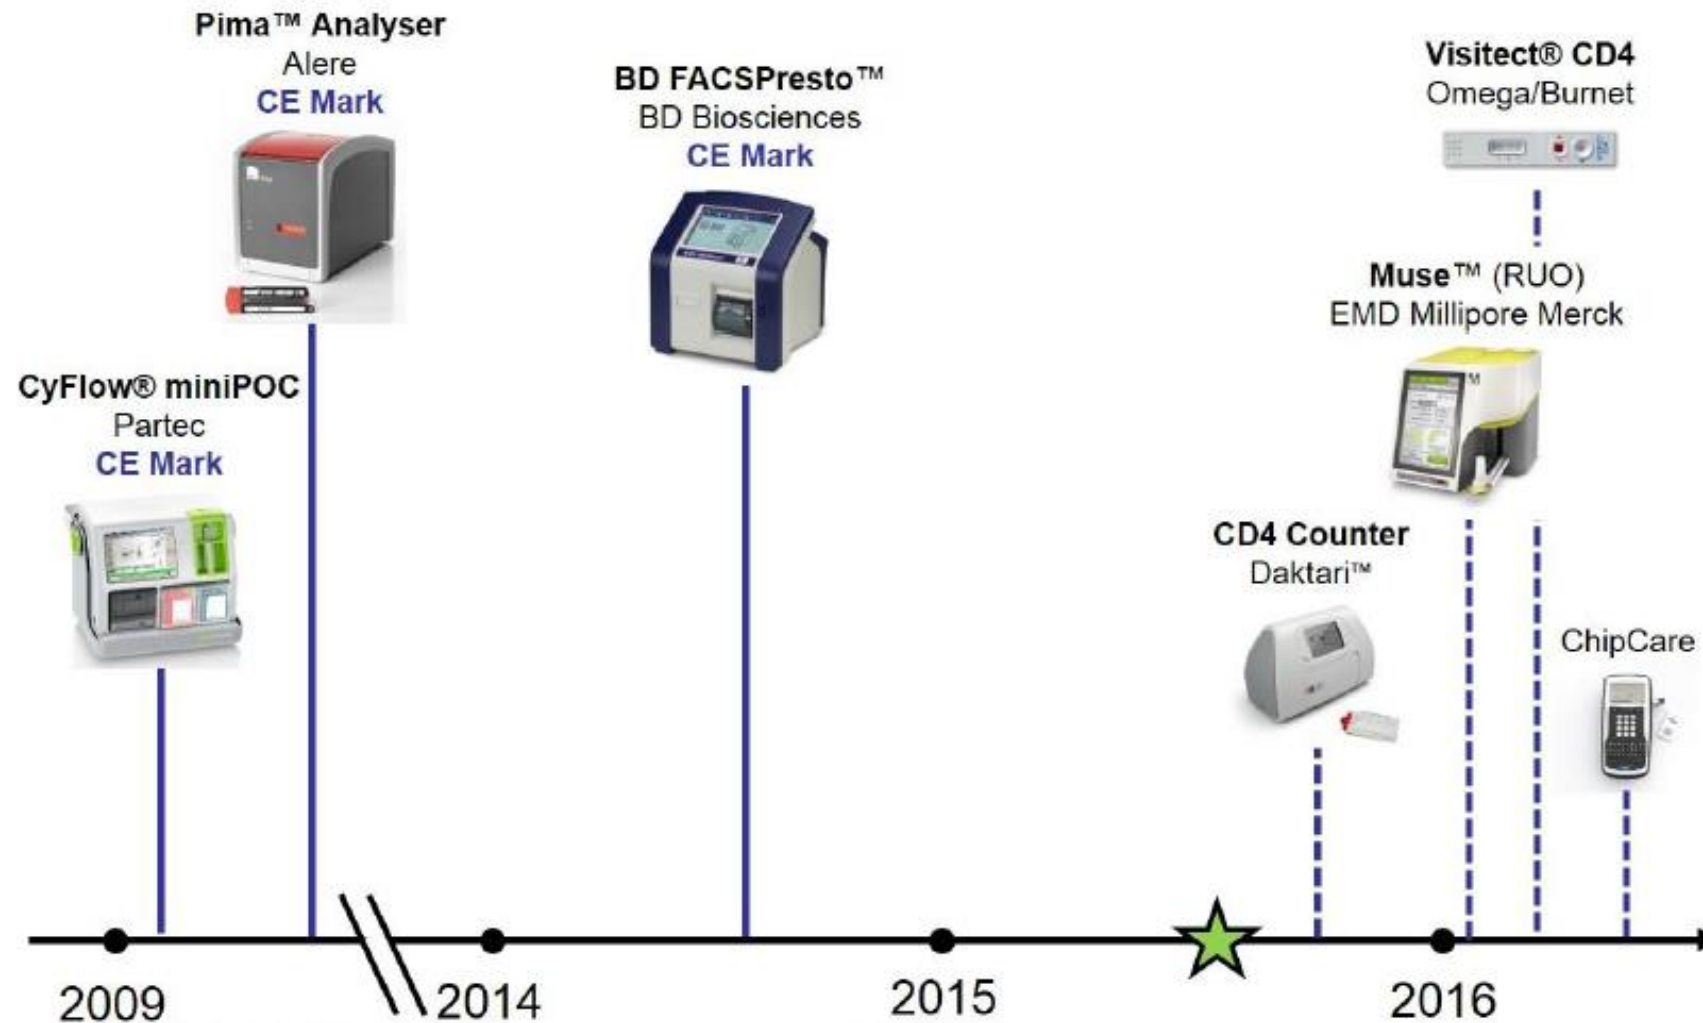 Pima™ Analyser
Alere
CE Mark
BD FACSPresto™
BD Biosciences
CE Mark
Visitect® CD4
Omega/Burnet
Muse™ (RUO)
EMD Millipore Merck
CyFlow® miniPOC
Partec
CE Mark
CD4 Counter
Daktari™
ChipCare
2009
2014
2015
2016